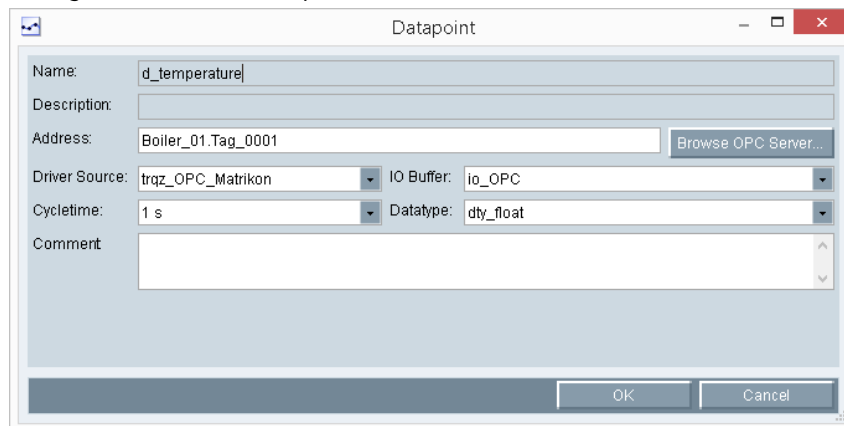 Datapoint
Name: d_temperature
Description:
Address: Boiler_01.Tag_0001 Browse OPC Server...
Driver Source: trqz_OPC_Matrikon IO Buffer: io_OPC
Cycletime: 1 s Datatype: dty_float
Comment
OK Cancel